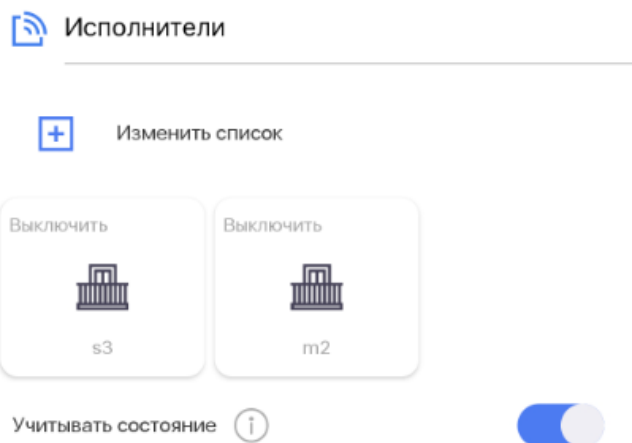 Исполнители
Изменить список
Выключить
Выключить
s3
m2
Учитывать состояние